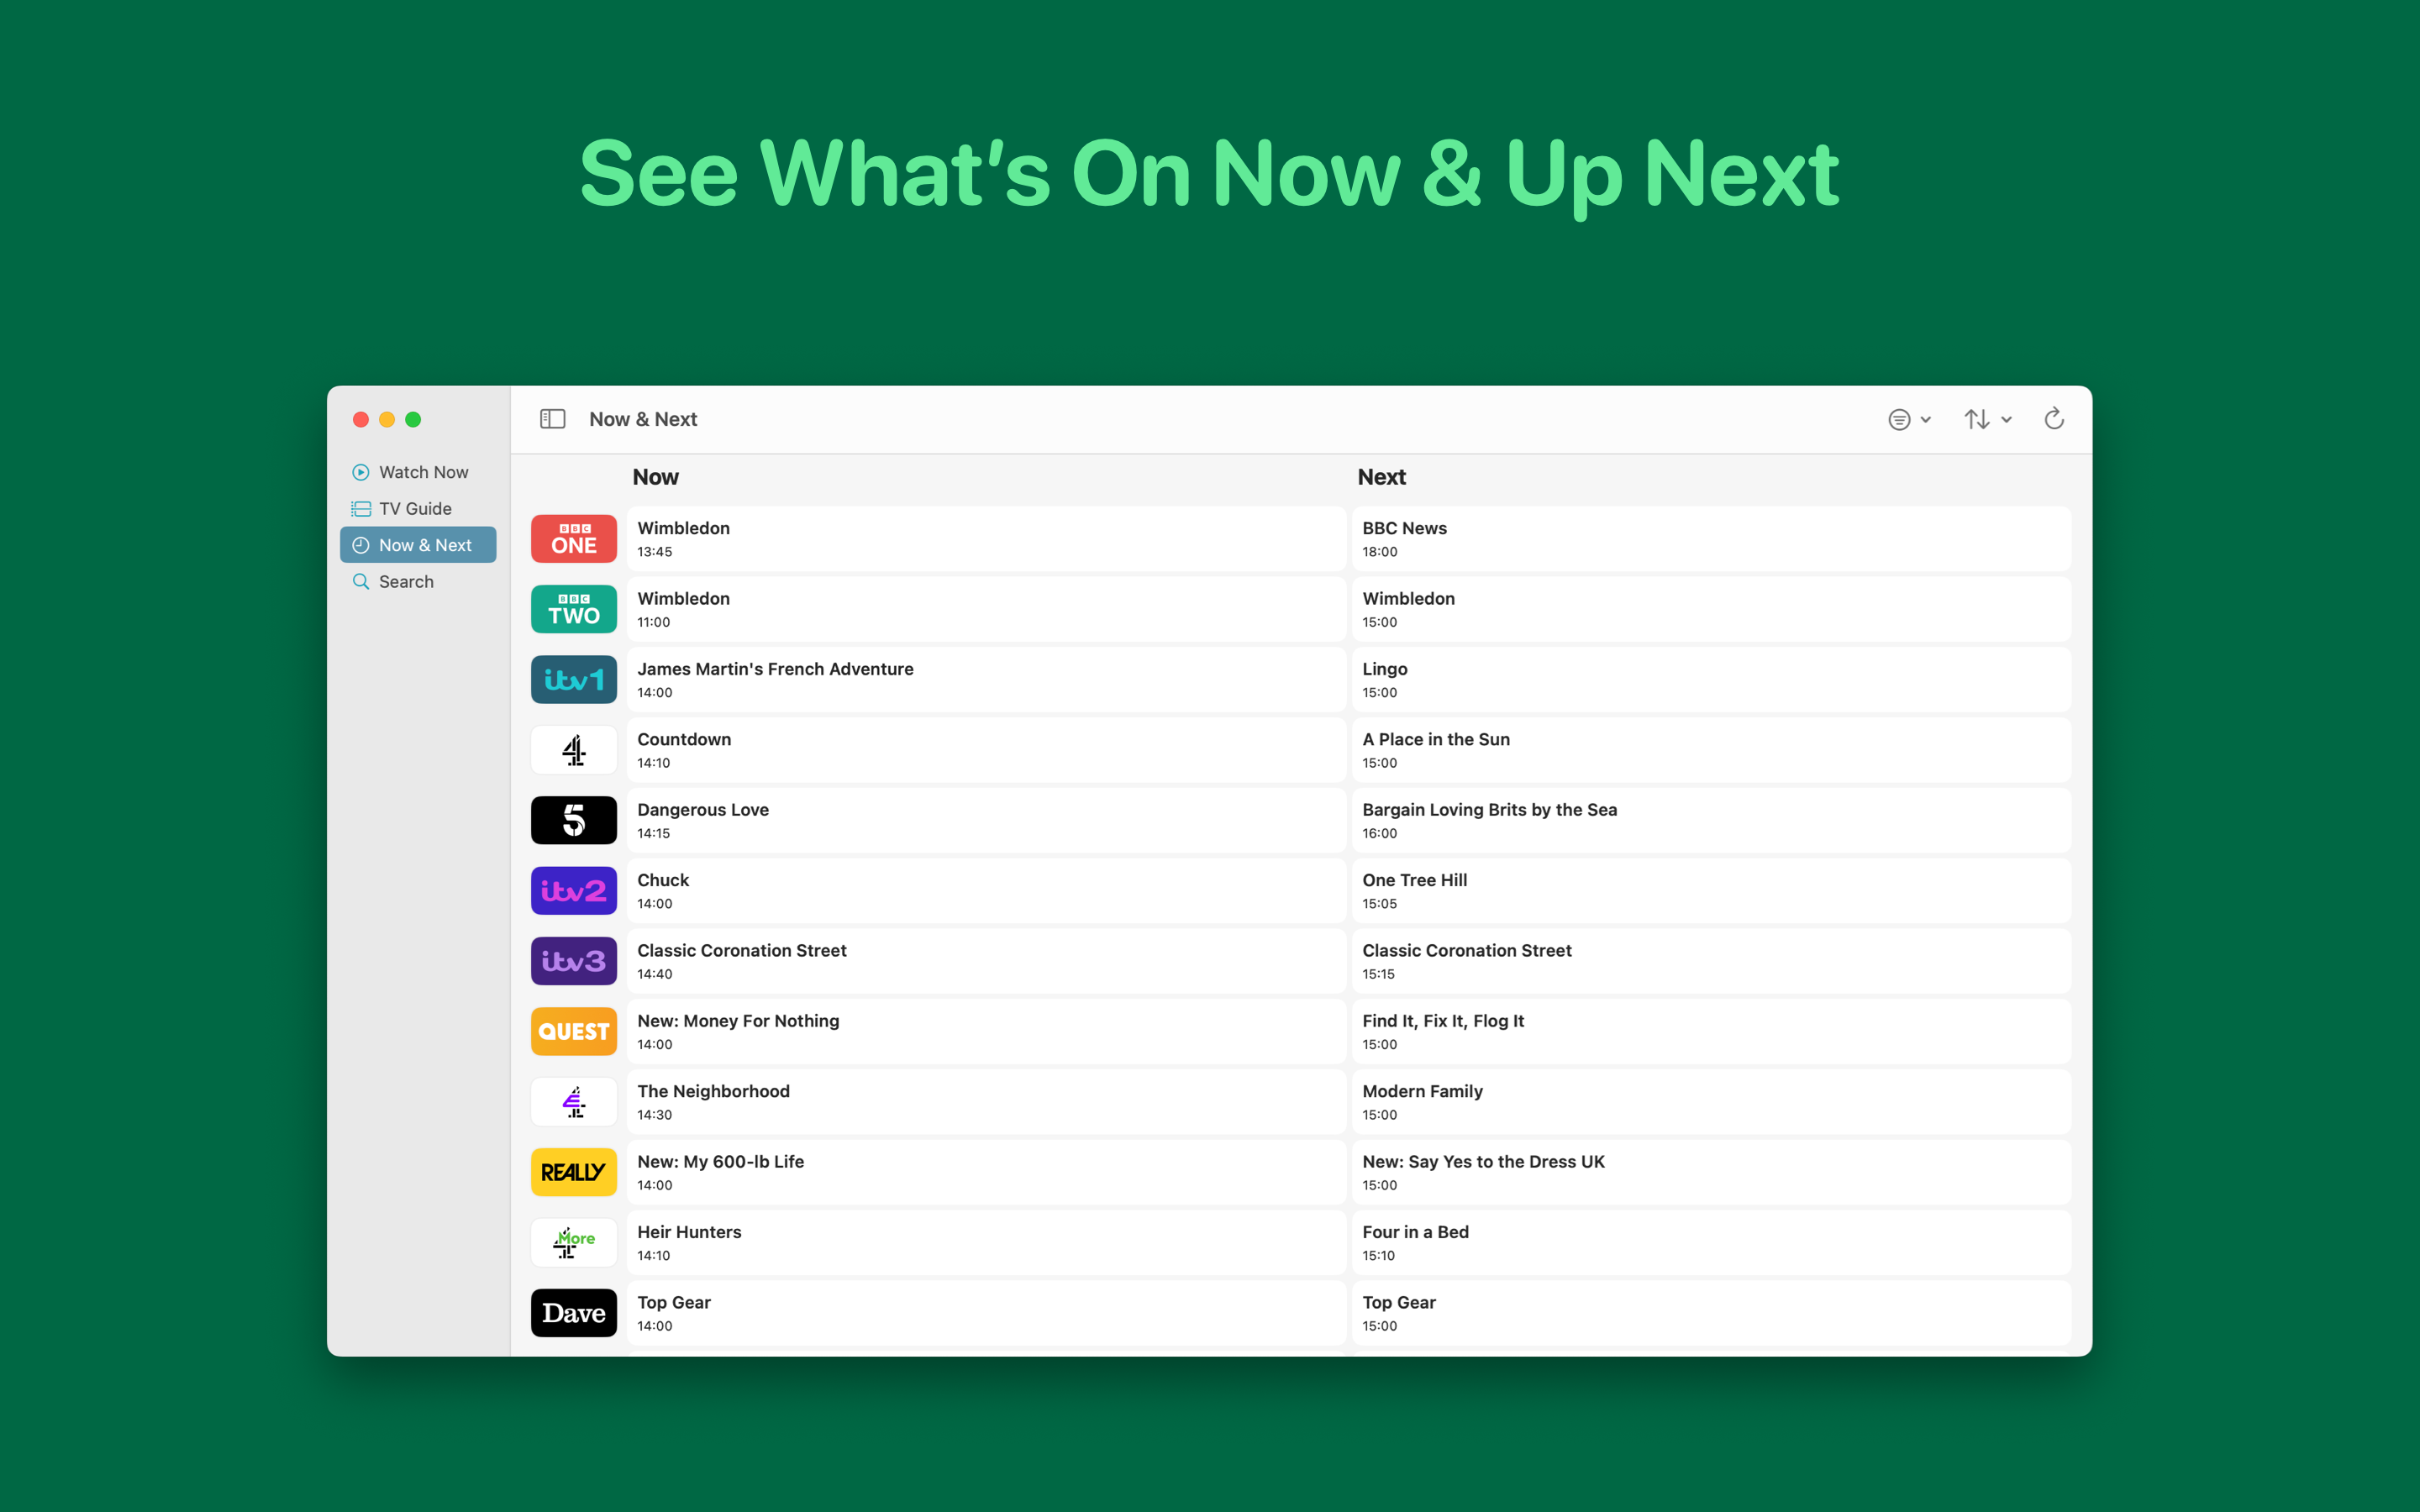 See What's On Now & Up Next
Now & Next
Watch Now
TV Guide
Now & Next
Search
Now
Next
BBC
ONE
Wimbledon
13:45
BBC News
18:00
BBC
TWO
Wimbledon
11:00
Wimbledon
15:00
itv1
James Martin's French Adventure
14:00
Lingo
15:00
4
Countdown
14:10
A Place in the Sun
15:00
5
Dangerous Love
14:15
Bargain Loving Brits by the Sea
16:00
itv2
Chuck
14:00
One Tree Hill
15:05
itv3
Classic Coronation Street
14:40
Classic Coronation Street
15:15
QUEST
New: Money For Nothing
14:00
Find It, Fix It, Flog It
15:00
E4
The Neighborhood
14:30
Modern Family
15:00
REALLY
New: My 600-lb Life
14:00
New: Say Yes to the Dress UK
15:00
More
4
Heir Hunters
14:10
Four in a Bed
15:10
Dave
Top Gear
14:00
Top Gear
15:00